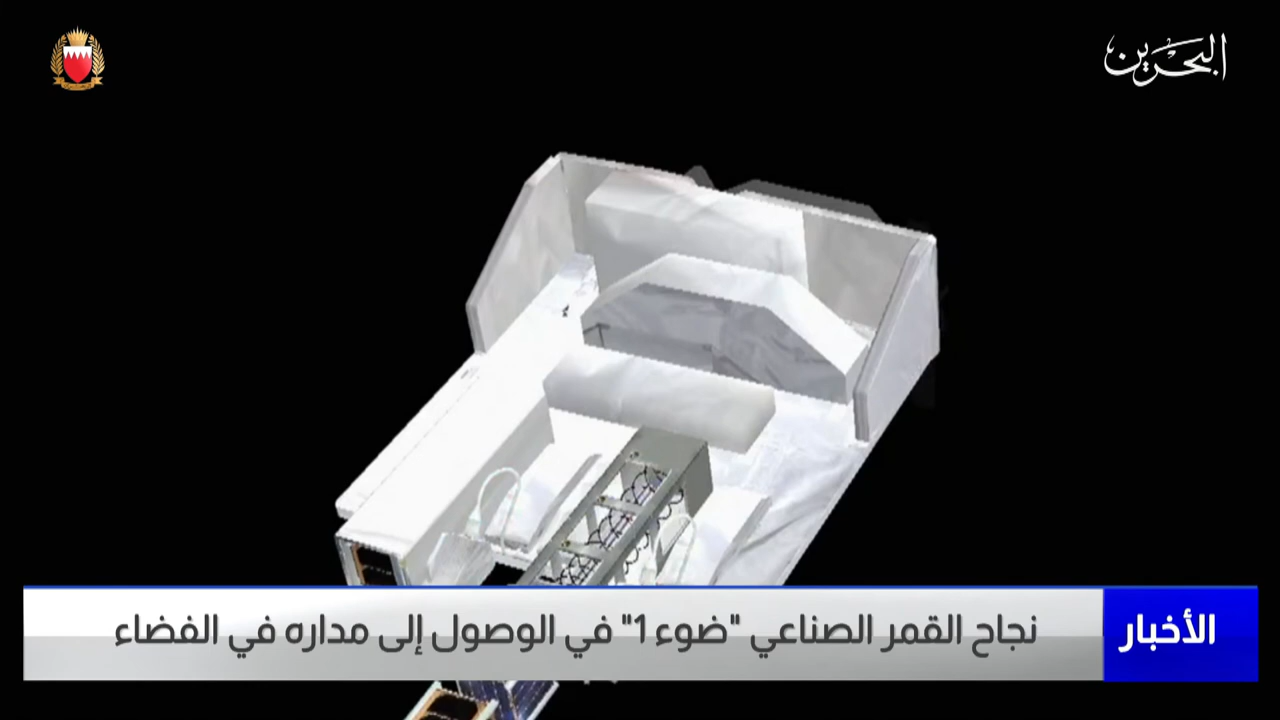 البحرين
الأخبار
نجاح القمر الصناعي "ضوء 1" في الوصول إلى مداره في الفضاء